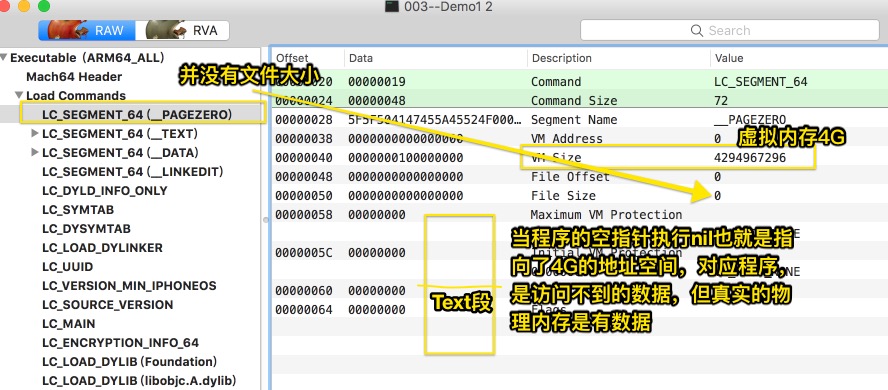 003--Demo1 2
RAW
RVA
Search
Executable (ARM64_ALL)
Mach64 Header
Load Commands
LC_SEGMENT_64 (__PAGEZERO)
LC_SEGMENT_64 (__TEXT)
LC_SEGMENT_64 (__DATA)
LC_SEGMENT_64 (__LINKEDIT)
LC_DYLD_INFO_ONLY
LC_SYMTAB
LC_DYSYMTAB
LC_LOAD_DYLINKER
LC_UUID
LC_VERSION_MIN_IPHONEOS
LC_SOURCE_VERSION
LC_MAIN
LC_ENCRYPTION_INFO_64
LC_LOAD_DYLIB (Foundation)
LC_LOAD_DYLIB (libobjc.A.dylib)
Offset Data Description Value
00000020 00000019 Command LC_SEGMENT_64
00000024 00000048 Command Size 72
00000028 5F5F504147455A45524F000... Segment Name __PAGEZERO
00000038 0000000000000000 VM Address 0
00000040 0000000100000000 VM Size 4294967296
00000048 0000000000000000 File Offset 0
00000050 0000000000000000 File Size 0
00000058 00000000 Maximum VM Protection
0000005C 00000000 Initial VM Protection
00000060 00000000
00000064 00000000 Flags
并没有文件大小
虚拟内存4G
Text段
当程序的空指针执行nil也就是指
向了4G的地址空间，对应程序，
是访问不到的数据，但真实的物
理内存是有数据